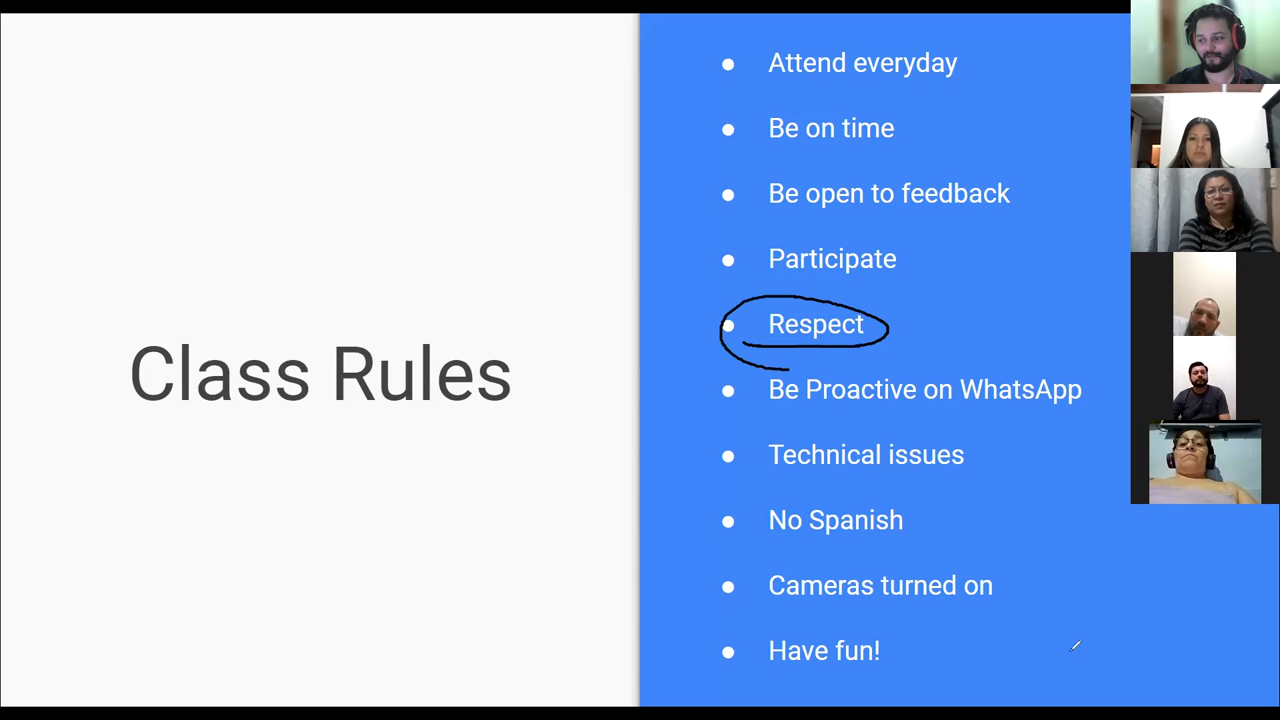 Class Rules
Attend everyday
Be on time
Be open to feedback
Participate
Respect
Be Proactive on WhatsApp
Technical issues
No Spanish
Cameras turned on
Have fun!